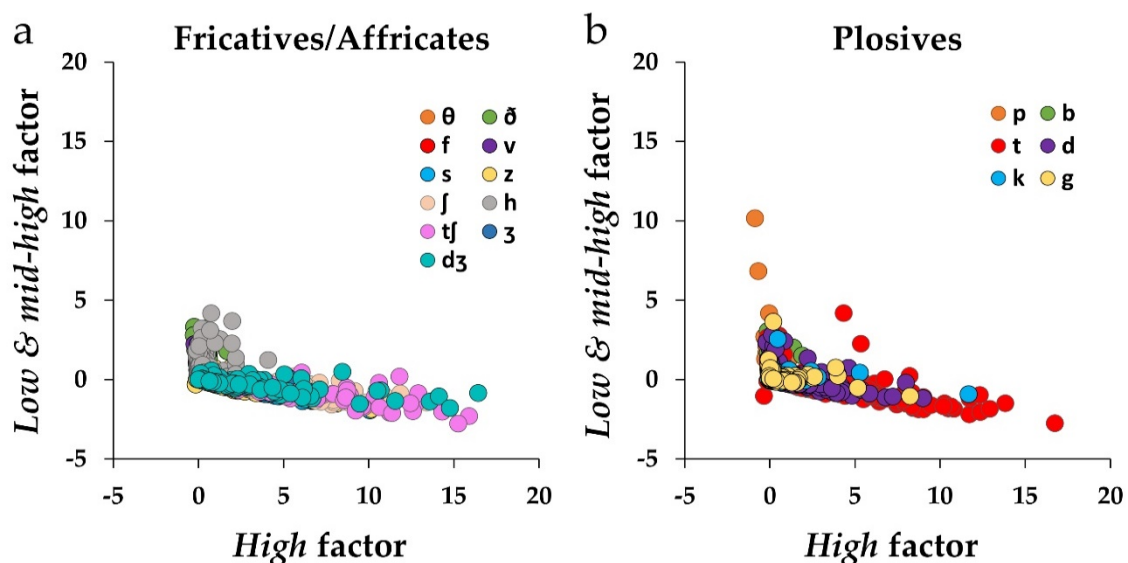 a
Fricatives/Affricates
Low & mid-high factor
20
15
10
5
0
-5
-5 0 5 10 15 20
High factor
θ ð
f v
s z
ʃ h
tʃ ʒ
dʒ
b
Plosives
Low & mid-high factor
20
15
10
5
0
-5
-5 0 5 10 15 20
High factor
p b
t d
k g